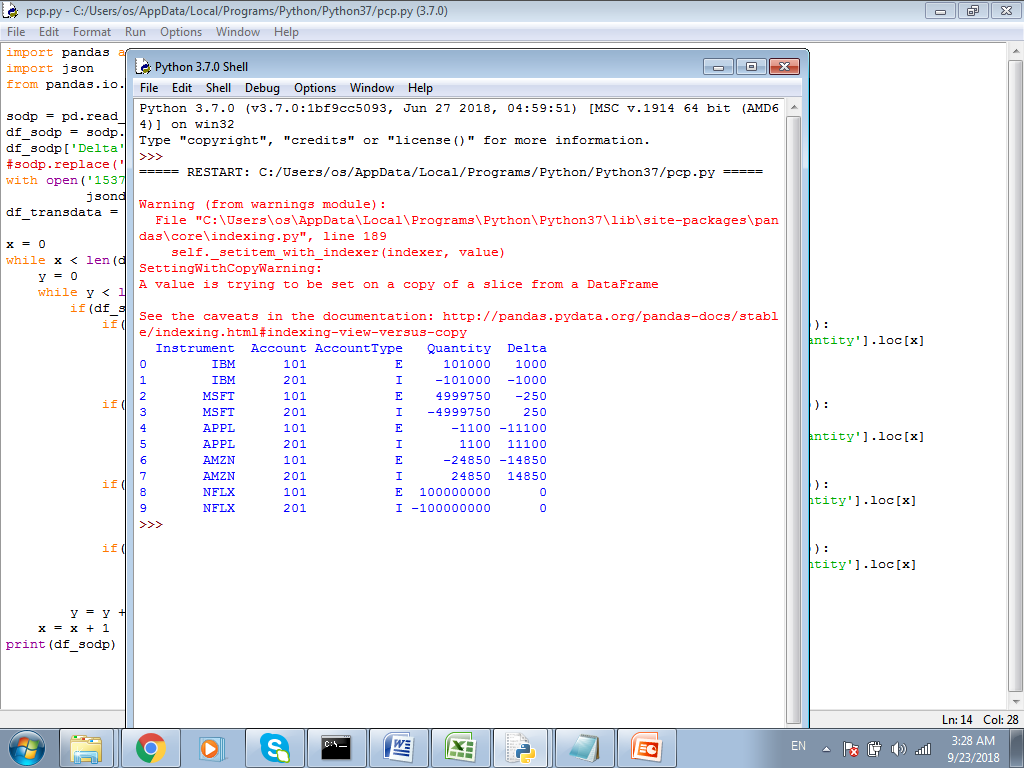 pcp.py - C:/Users/os/AppData/Local/Programs/Python/Python37/pcp.py (3.7.0)
File Edit Format Run Options Window Help
import pandas a
import json
from pandas.io.
sodp = pd.read_
df_sodp = sodp.
df_sodp['Delta'
#sodp.replace('
with open('1537
jsond
df_transdata =
x = 0
while x < len(d
y = 0
while y < l
if(df_s
if(
if(
if(
if(
y = y +
x = x + 1
print(df_sodp)
Python 3.7.0 Shell
File Edit Shell Debug Options Window Help
Python 3.7.0 (v3.7.0:1bf9cc5093, Jun 27 2018, 04:59:51) [MSC v.1914 64 bit (AMD6
4)] on win32
Type "copyright", "credits" or "license()" for more information.
>>>
===== RESTART: C:/Users/os/AppData/Local/Programs/Python/Python37/pcp.py =====
Warning (from warnings module):
File "C:\Users\os\AppData\Local\Programs\Python\Python37\lib\site-packages\pan
das\core\indexing.py", line 189
self._setitem_with_indexer(indexer, value)
SettingWithCopyWarning:
A value is trying to be set on a copy of a slice from a DataFrame
See the caveats in the documentation: http://pandas.pydata.org/pandas-docs/stabl
e/indexing.html#indexing-view-versus-copy
Instrument Account AccountType Quantity Delta
0 IBM 101 E 101000 1000
1 IBM 201 I -101000 -1000
2 MSFT 101 E 4999750 -250
3 MSFT 201 I -4999750 250
4 APPL 101 E -1100 -11100
5 APPL 201 I 1100 11100
6 AMZN 101 E -24850 -14850
7 AMZN 201 I 24850 14850
8 NFLX 101 E 100000000 0
9 NFLX 201 I -100000000 0
>>>
):
antity'].loc[x]
):
antity'].loc[x]
):
ntity'].loc[x]
):
ntity'].loc[x]
Ln: 14 Col: 28
C:\_
EN
3:28 AM
9/23/2018